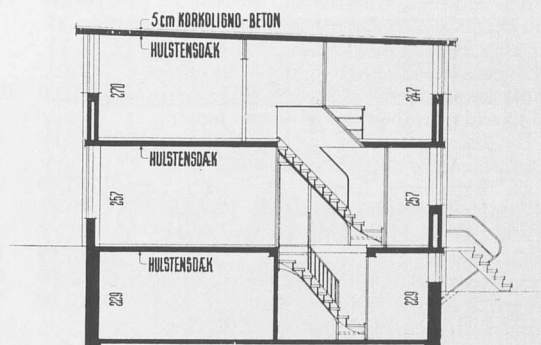 5 cm KORKOLIGNO-BETON
HULSTENSDÆK
270
247
HULSTENSDÆK
257
257
HULSTENSDÆK
229
229